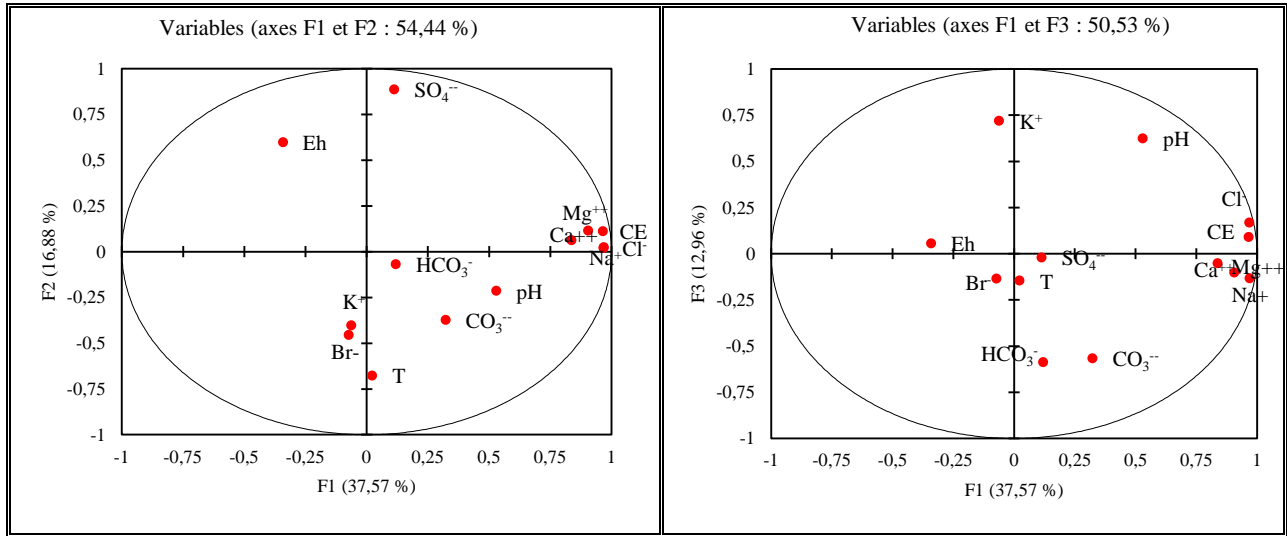 Variables (axes F1 et F2 : 54,44 %)
1
0,75
0,5
0,25
0
-0,25
-0,5
-0,75
-1
F2 (16,88 %)
SO₄⁻⁻
Eh
Mg⁺⁺
Ca++
CE
Na⁺
Cl⁻
HCO₃⁻
pH
K⁺
CO₃⁻⁻
Br-
T
-1 -0,75 -0,5 -0,25 0 0,25 0,5 0,75 1
F1 (37,57 %)
Variables (axes F1 et F3 : 50,53 %)
1
0,75
0,5
0,25
0
-0,25
-0,5
-0,75
-1
F3 (12,96 %)
K⁺
pH
Cl⁻
CE
Eh
SO₄⁻⁻
Ca⁺⁺
Mg++
Br⁻
T
Na+
HCO₃⁻
CO₃⁻⁻
-1 -0,75 -0,5 -0,25 0 0,25 0,5 0,75 1
F1 (37,57 %)